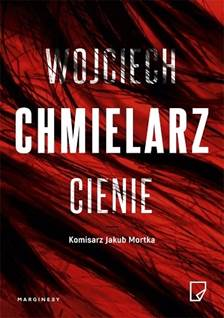 WOJCIECH
CHMIELARZ
CIENIE
Komisarz Jakub Mortka
MARGINESY